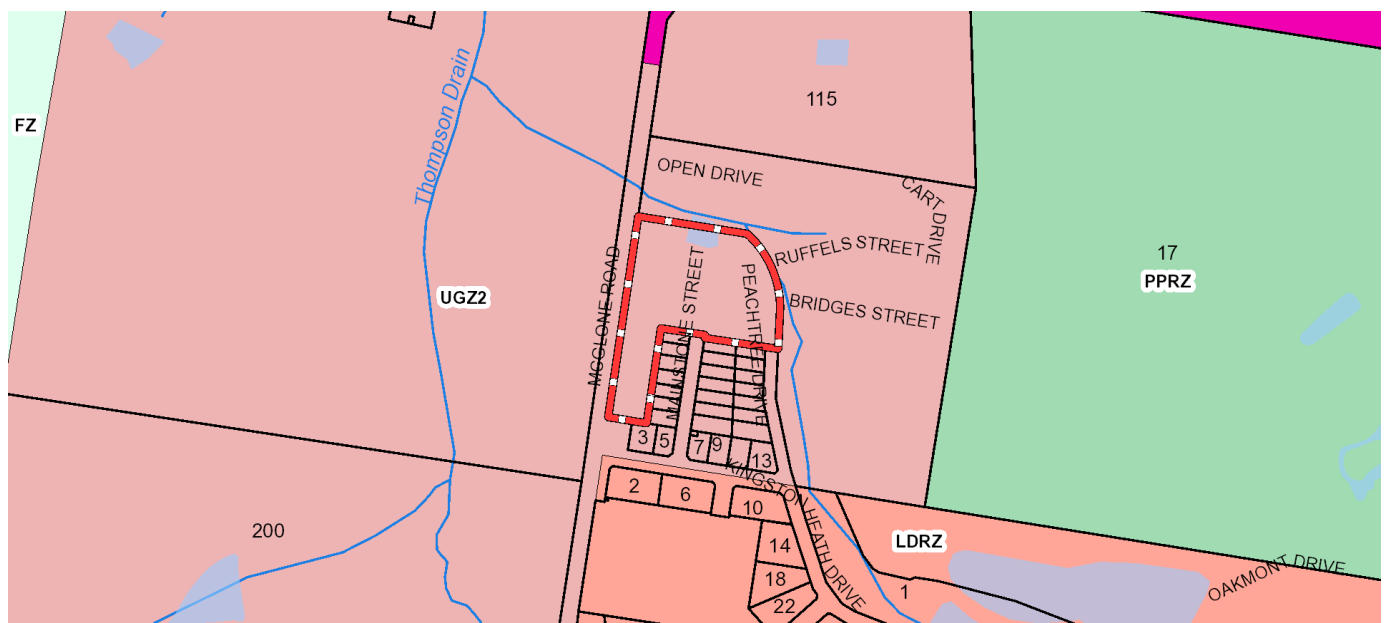 Thompson Drain
115
FZ
OPEN DRIVE
CART DRIVE
RUFFELS STREET
17
PPRZ
UGZ2
MGGLONE ROAD
MAINSTONE STREET
PEACHTREE DRIVE
BRIDGES STREET
3
5
7
9
13
KINGSTON HEATH DRIVE
2
6
10
200
14
LDRZ
18
1
OAKMONT DRIVE
22